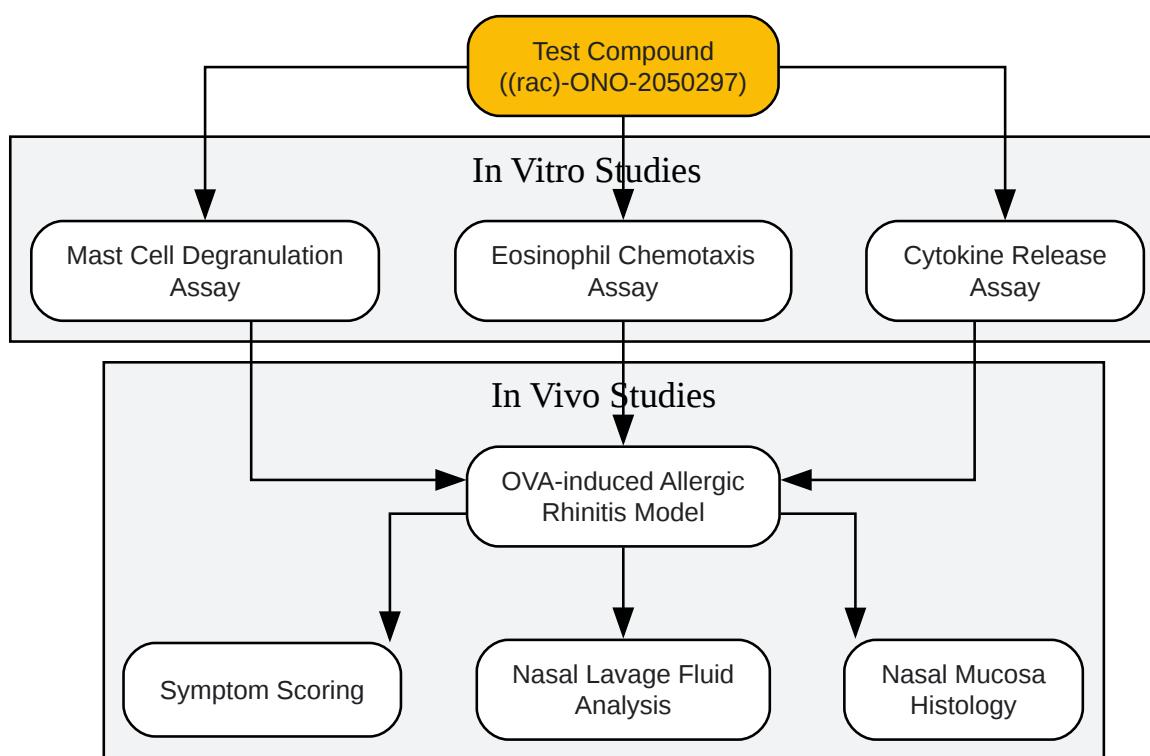 Test Compound
((rac)-ONO-2050297)
In Vitro Studies
Mast Cell Degranulation
Assay
Eosinophil Chemotaxis
Assay
Cytokine Release
Assay
In Vivo Studies
OVA-induced Allergic
Rhinitis Model
Symptom Scoring
Nasal Lavage Fluid
Analysis
Nasal Mucosa
Histology